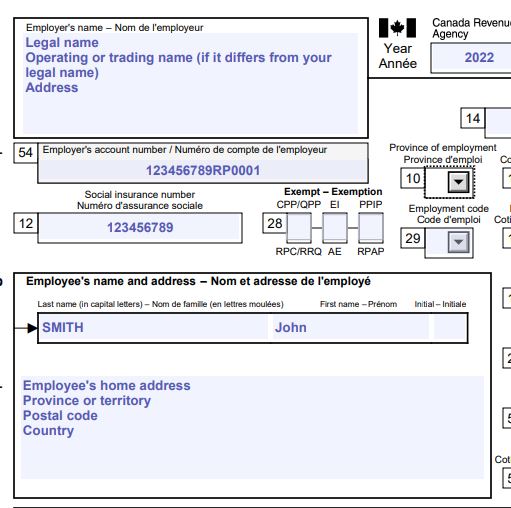 Employer's name – Nom de l'employeur
Legal name
Operating or trading name (if it differs from your
legal name)
Address
Canada Revenu
Agency
Year
Année
2022
14
54
Employer's account number / Numéro de compte de l'employeur
123456789RP0001
Province of employment
Province d'emploi
10
Social insurance number
Numéro d'assurance sociale
12
123456789
Exempt – Exemption
CPP/QPP EI PPIP
28
RPC/RRQ AE RPAP
Employment code
Code d'emploi
29
Employee's name and address – Nom et adresse de l'employé
Last name (in capital letters) – Nom de famille (en lettres moulées) First name – Prénom Initial – Initiale
SMITH John
Employee's home address
Province or territory
Postal code
Country